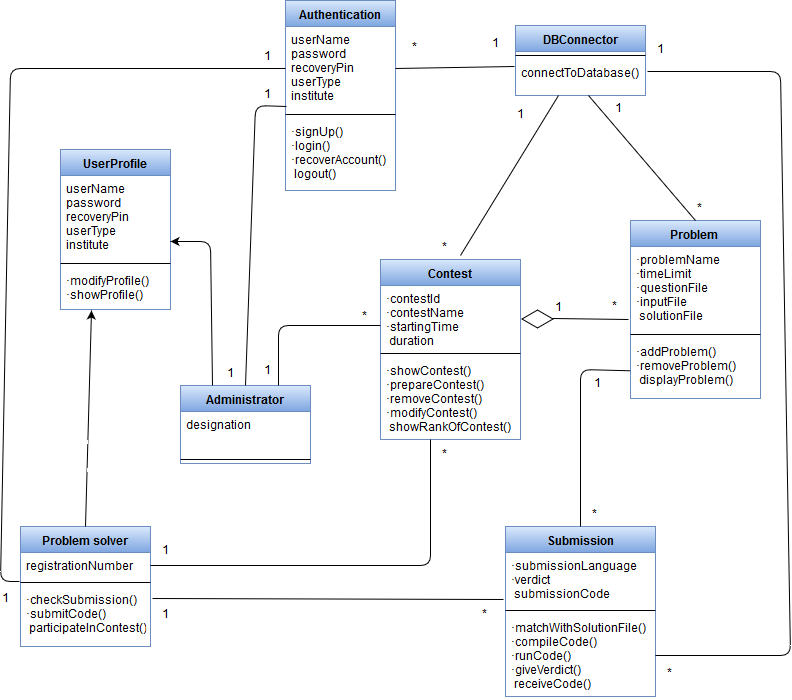 Authentication
userName
password
recoveryPin
userType
institute
·signUp()
·login()
·recoverAccount()
logout()
1
1
*
1
DBConnector
connectToDatabase()
1
1
1
*
*
UserProfile
userName
password
recoveryPin
userType
institute
·modifyProfile()
·showProfile()
Problem
·problemName
·timeLimit
·questionFile
·inputFile
solutionFile
·addProblem()
·removeProblem()
displayProblem()
Contest
·contestId
·contestName
·startingTime
duration
·showContest()
·prepareContest()
·removeContest()
·modifyContest()
showRankOfContest()
1
*
*
1
1
1
*
*
Administrator
designation
Problem solver
registrationNumber
·checkSubmission()
·submitCode()
participateInContest()
1
1
1
*
Submission
·submissionLanguage
·verdict
submissionCode
·matchWithSolutionFile()
·compileCode()
·runCode()
·giveVerdict()
receiveCode()
*